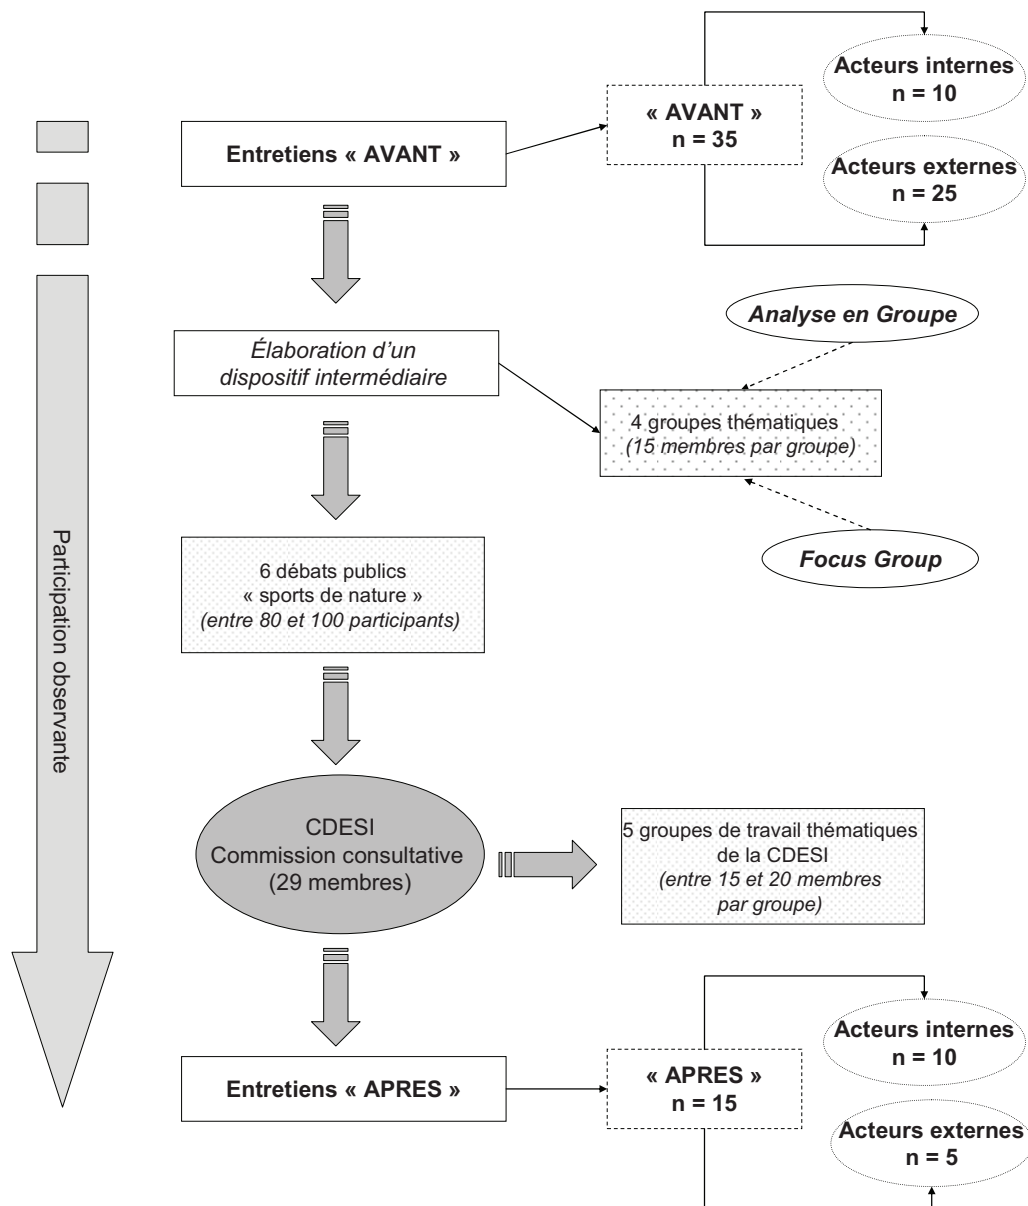 Acteurs internes
n = 10
« AVANT »
n = 35
Entretiens « AVANT »
Acteurs externes
n = 25
Analyse en Groupe
Élaboration d’un
dispositif intermédiaire
4 groupes thématiques
(15 membres par groupe)
Focus Group
Participation observante
6 débats publics
« sports de nature »
(entre 80 et 100 participants)
CDESI
Commission consultative
(29 membres)
5 groupes de travail thématiques
de la CDESI
(entre 15 et 20 membres
par groupe)
Acteurs internes
n = 10
Entretiens « APRES »
« APRES »
n = 15
Acteurs externes
n = 5